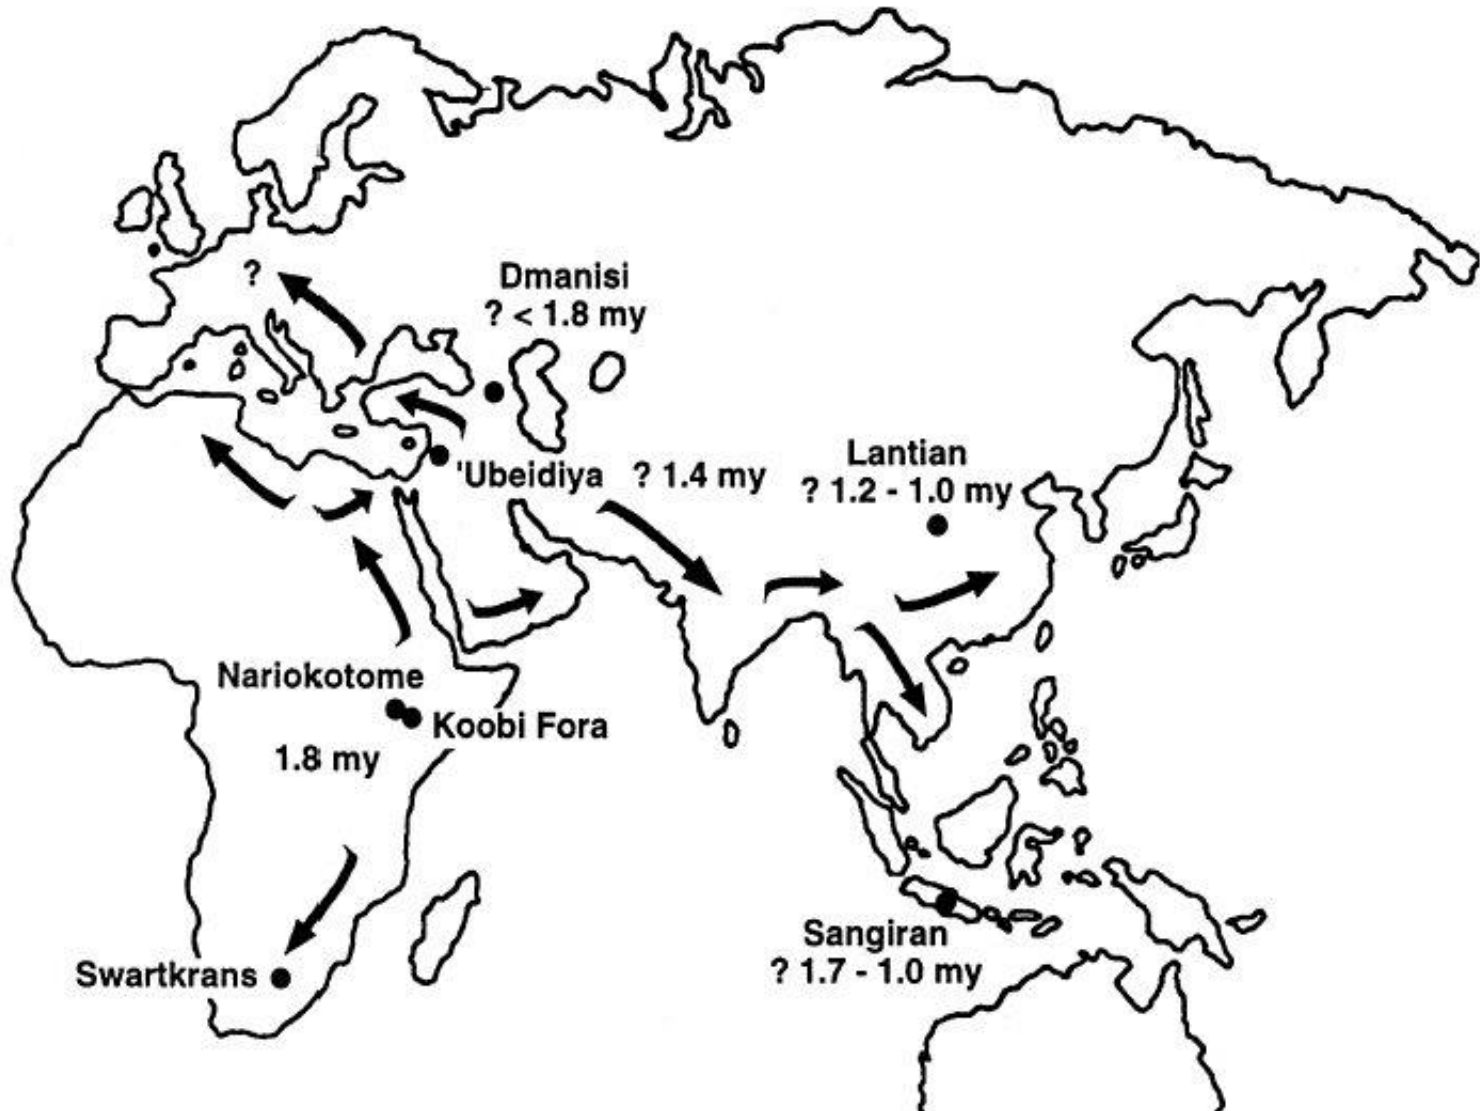 ?
Dmanisi
? < 1.8 my
'Ubeidiya ? 1.4 my
Lantian
? 1.2 - 1.0 my
Nariokotome
Koobi Fora
1.8 my
Swartkrans
Sangiran
? 1.7 - 1.0 my